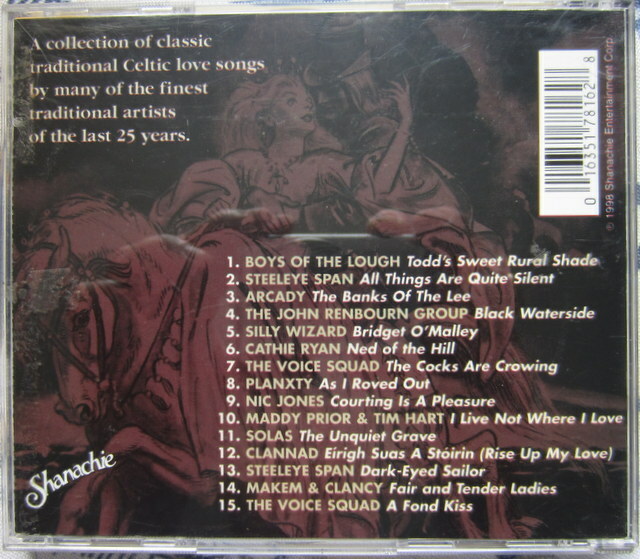 A collection of classic
traditional Celtic love songs
by many of the finest
traditional artists
of the last 25 years.
0 16351 78162 8
© 1998 Shanachie Entertainment Corp.
1. BOYS OF THE LOUGH Todd's Sweet Rural Shade
2. STEELEYE SPAN All Things Are Quite Silent
3. ARCADY The Banks Of The Lee
4. THE JOHN RENBOURN GROUP Black Waterside
5. SILLY WIZARD Bridget O'Malley
6. CATHIE RYAN Ned of the Hill
7. THE VOICE SQUAD The Cocks Are Crowing
8. PLANXTY As I Roved Out
9. NIC JONES Courting Is A Pleasure
10. MADDY PRIOR & TIM HART I Live Not Where I Love
11. SOLAS The Unquiet Grave
12. CLANNAD Eírigh Suas A Stóirin (Rise Up My Love)
13. STEELEYE SPAN Dark-Eyed Sailor
14. MAKEM & CLANCY Fair and Tender Ladies
15. THE VOICE SQUAD A Fond Kiss
Shanachie